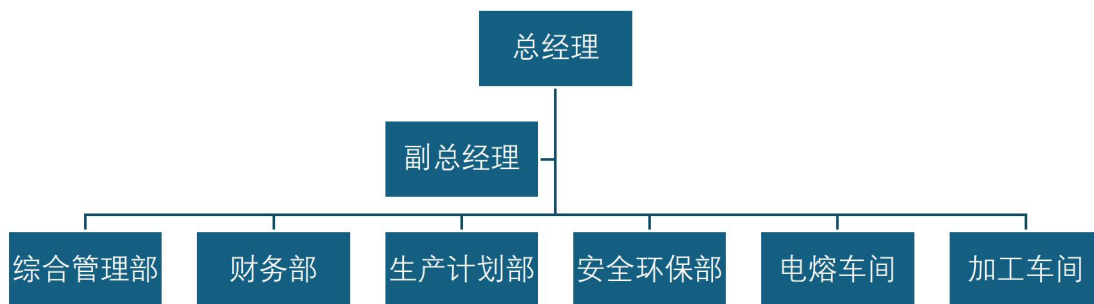 总经理
副总经理
综合管理部
财务部
生产计划部
安全环保部
电熔车间
加工车间